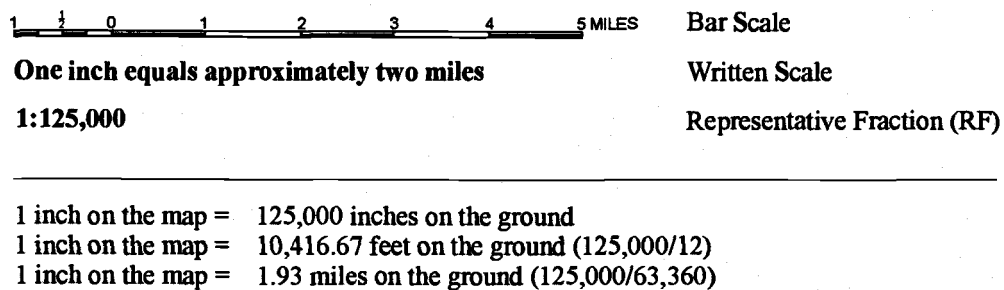 1 ½ 0 1 2 3 4 5 MILES Bar Scale
One inch equals approximately two miles Written Scale
1:125,000 Representative Fraction (RF)
1 inch on the map = 125,000 inches on the ground
1 inch on the map = 10,416.67 feet on the ground (125,000/12)
1 inch on the map = 1.93 miles on the ground (125,000/63,360)